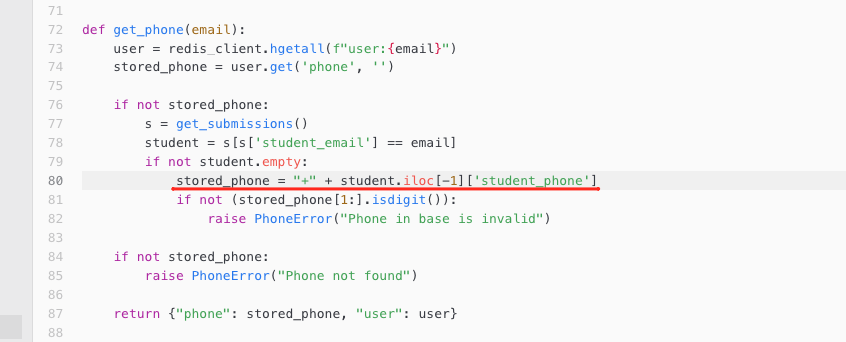 71
72 def get_phone(email):
73     user = redis_client.hgetall(f"user:{email}")
74     stored_phone = user.get('phone', '')
75
76     if not stored_phone:
77         s = get_submissions()
78         student = s[s['student_email'] == email]
79         if not student.empty:
80             stored_phone = "+" + student.iloc[-1]['student_phone']
81             if not (stored_phone[1:].isdigit()):
82                 raise PhoneError("Phone in base is invalid")
83
84     if not stored_phone:
85         raise PhoneError("Phone not found")
86
87     return {"phone": stored_phone, "user": user}
88